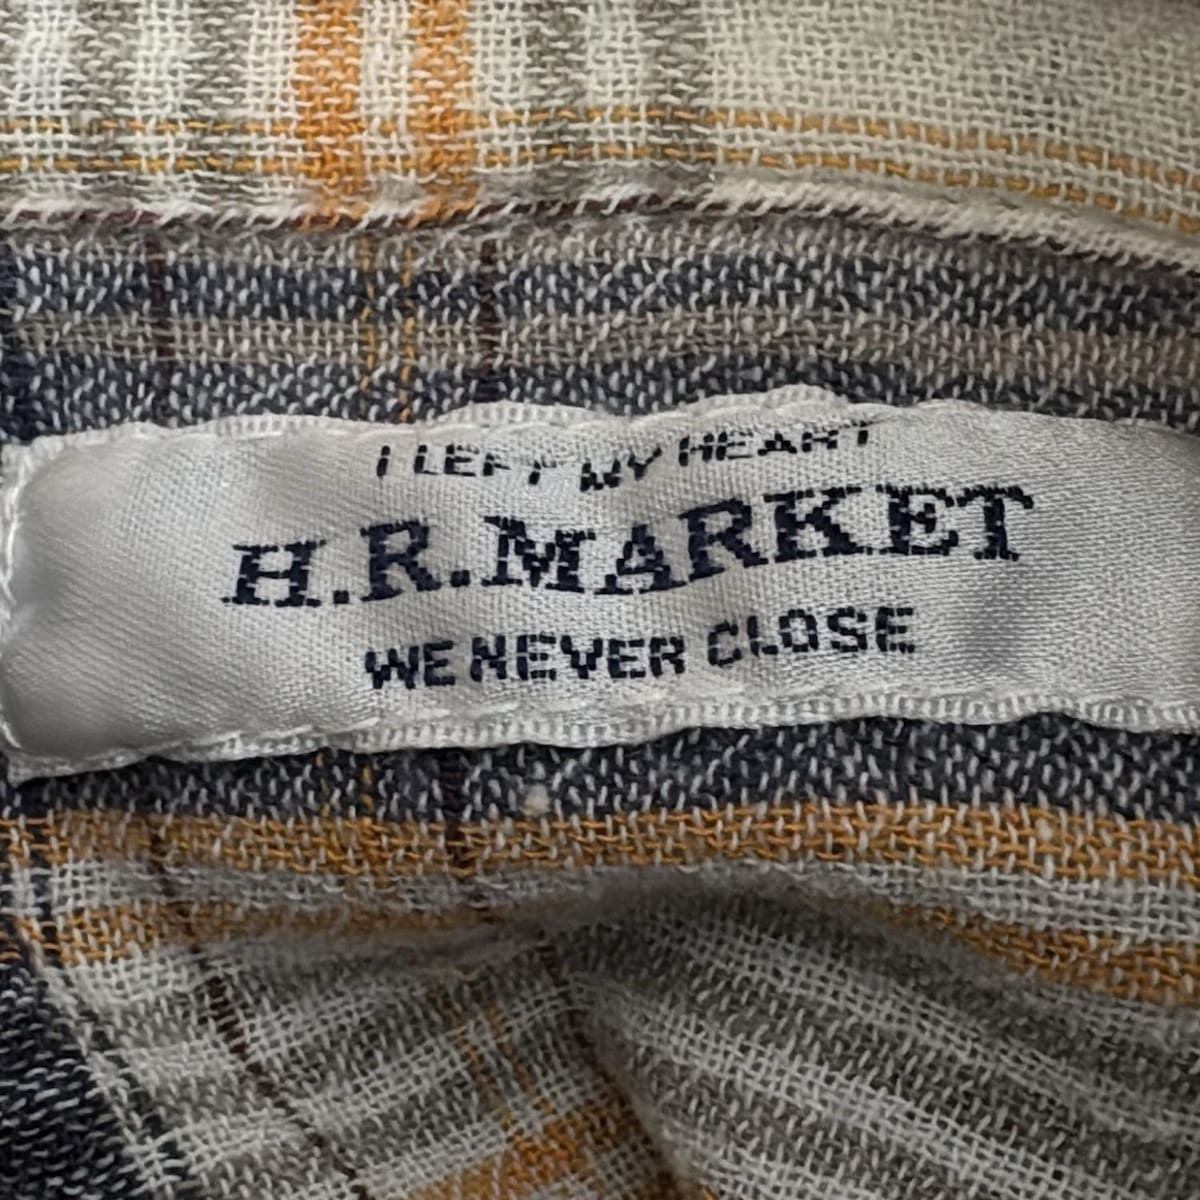 I LEFT MY HEART
H.R.MARKET
WE NEVER CLOSE